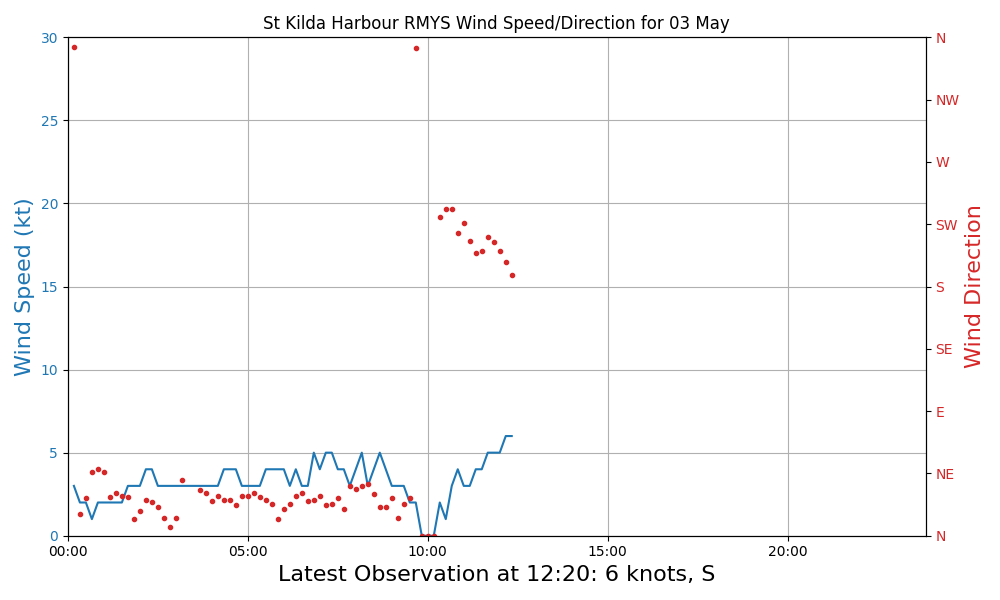 St Kilda Harbour RMYS Wind Speed/Direction for 03 May
30
25
20
15
10
5
0
Wind Speed (kt)
N
NW
W
SW
S
SE
E
NE
N
Wind Direction
00:00 05:00 10:00 15:00 20:00
Latest Observation at 12:20: 6 knots, S